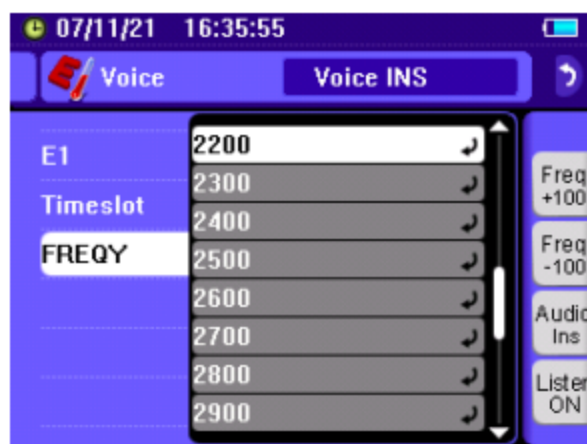 07/11/21 16:35:55
Voice
Voice INS
E1
Timeslot
FREQY
2200
2300
2400
2500
2600
2700
2800
2900
Freq
+100
Freq
-100
Audio
Ins
Listen
ON